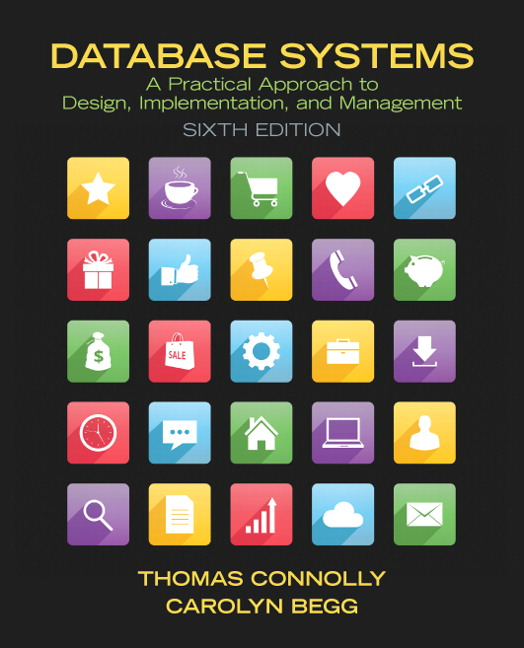 DATABASE SYSTEMS
A Practical Approach to
Design, Implementation, and Management
SIXTH EDITION
$
SALE
THOMAS CONNOLLY
CAROLYN BEGG